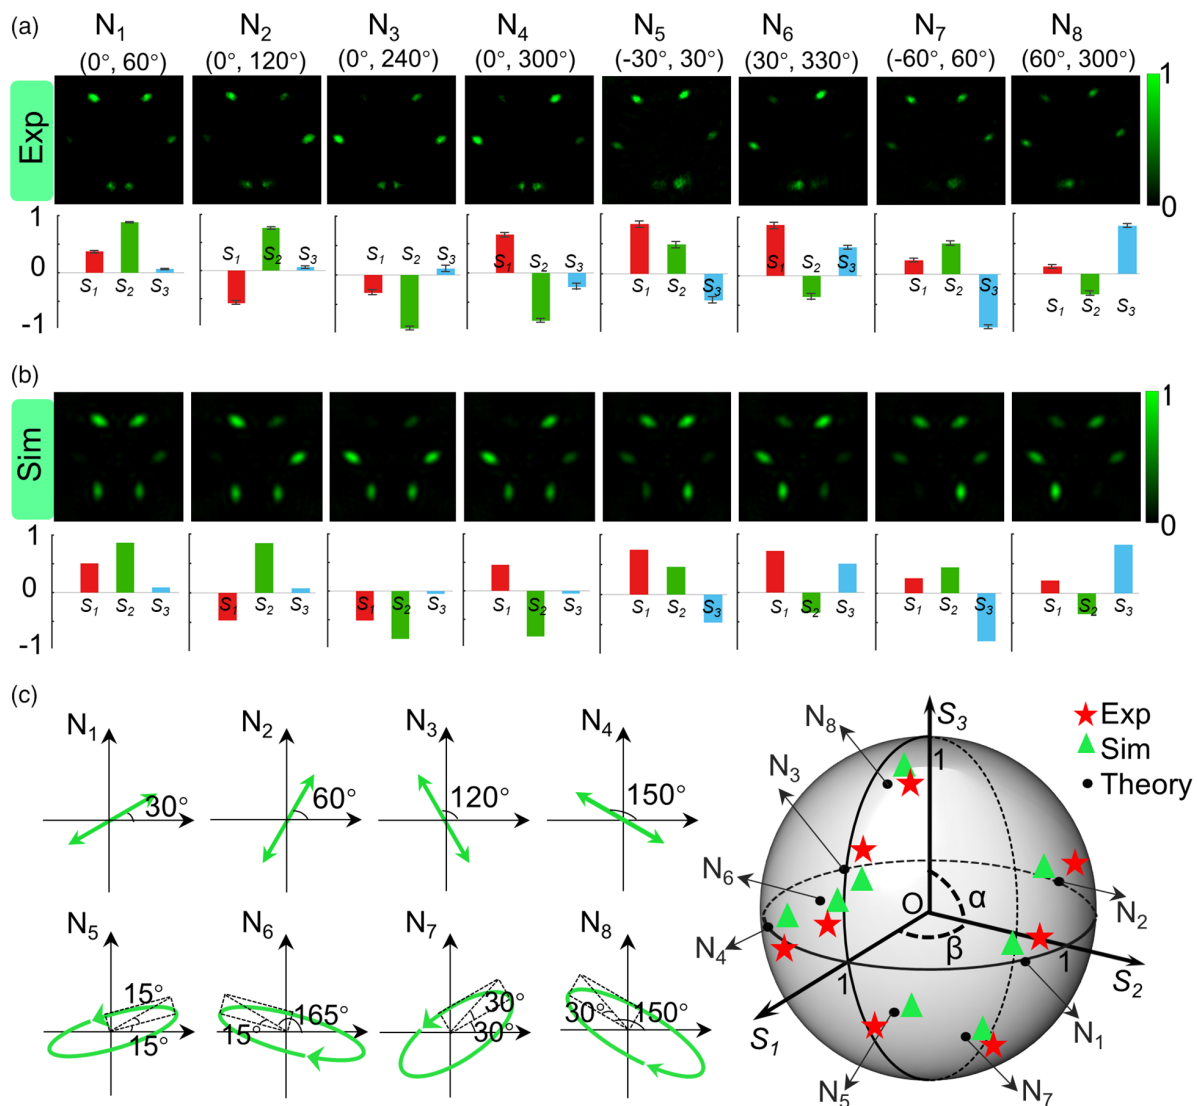 (a) N1 N2 N3 N4 N5 N6 N7 N8
(0°, 60°) (0°, 120°) (0°, 240°) (0°, 300°) (-30°, 30°) (30°, 330°) (-60°, 60°) (60°, 300°)
Exp
1
0
1
0
-1
S1 S2 S3
S1 S2 S3
S1 S2 S3
S1 S2 S3
S1 S2 S3
S1 S2 S3
S1 S2 S3
S1 S2 S3
(b)
Sim
1
0
1
0
-1
S1 S2 S3
S1 S2 S3
S1 S2 S3
S1 S2 S3
S1 S2 S3
S1 S2 S3
S1 S2 S3
S1 S2 S3
(c)
N1
30°
N2
60°
N3
120°
N4
150°
N5
15°
15°
N6
165°
15°
N7
30°
30°
N8
150°
30°
S3
1
S2
1
S1
1
O
α
β
N8
N3
N6
N4
N5
N7
N1
N2
Exp
Sim
Theory